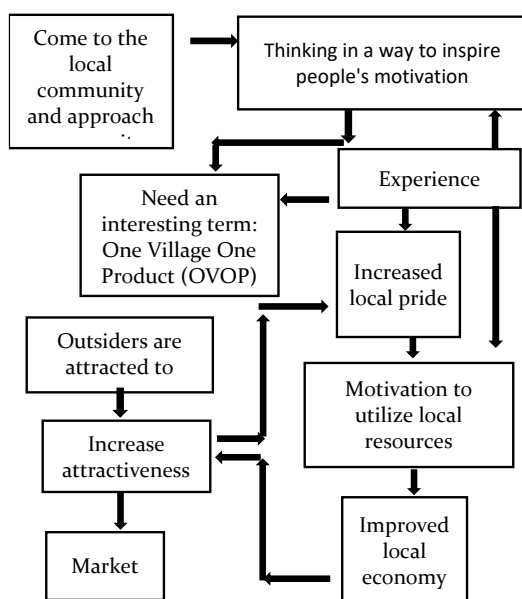 Come to the
local
community
and approach
Thinking in a way to inspire
people's motivation
Need an
interesting term:
One Village One
Product (OVOP)
Experience
Increased
local pride
Outsiders are
attracted to
Motivation to
utilize local
resources
Increase
attractiveness
Improved
local
economy
Market